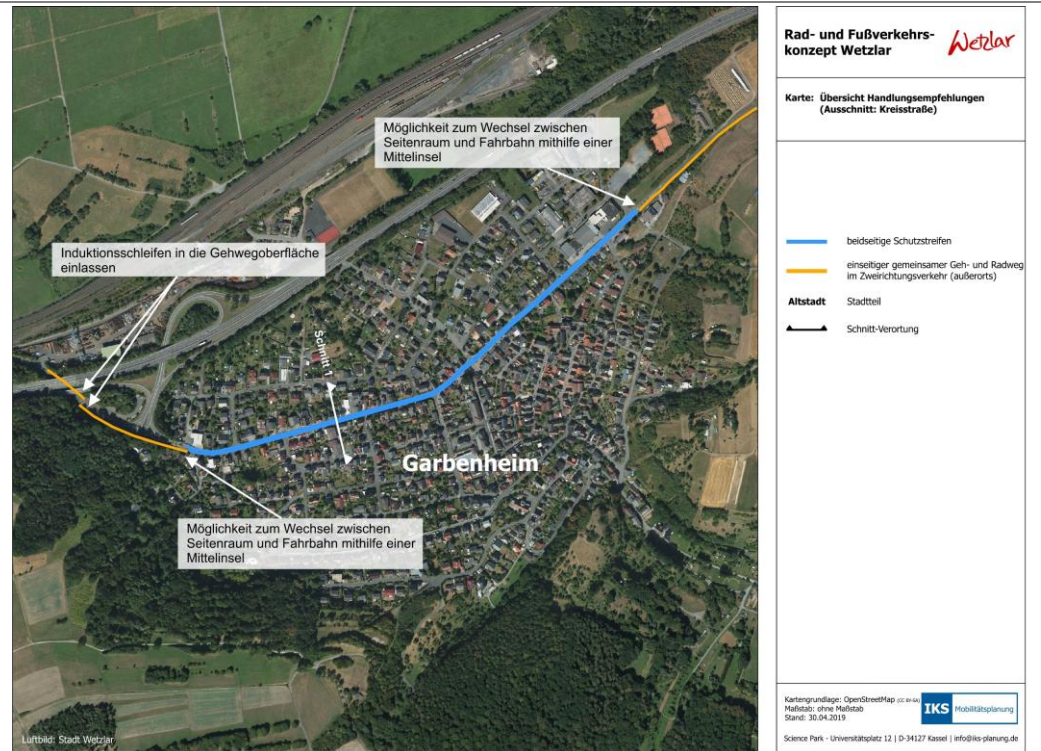 Möglichkeit zum Wechsel zwischen
Seitenraum und Fahrbahn mithilfe einer
Mittelinsel
Induktionsschleifen in die Gehwegoberfläche
einlassen
Schnitt 1
Garbenheim
Möglichkeit zum Wechsel zwischen
Seitenraum und Fahrbahn mithilfe einer
Mittelinsel
Luftbild: Stadt Wetzlar
Rad- und Fußverkehrs-
konzept Wetzlar
Wetzlar
Karte: Übersicht Handlungsempfehlungen
(Ausschnitt: Kreisstraße)
beidseitige Schutzstreifen
einseitiger gemeinsamer Geh- und Radweg
im Zweirichtungsverkehr (außerorts)
Altstadt Stadtteil
Schnitt-Verortung
Kartengrundlage: OpenStreetMap (CC BY-SA)
Maßstab: ohne Maßstab
Stand: 30.04.2019
IKS Mobilitätsplanung
Science Park - Universitätsplatz 12 | D-34127 Kassel | info@iks-planung.de